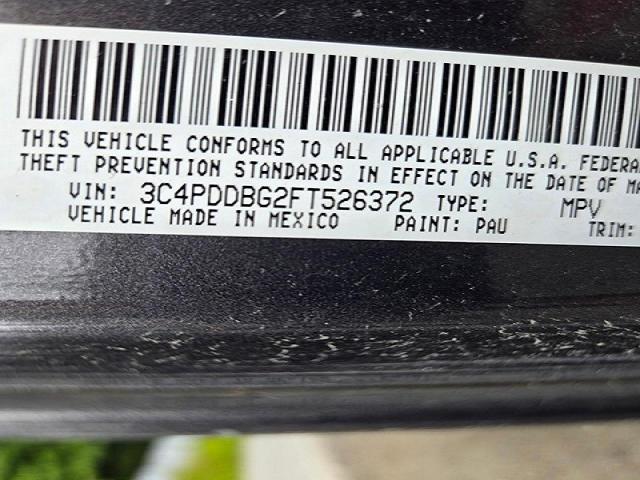 THIS VEHICLE CONFORMS TO ALL APPLICABLE U.S.A. FEDERAL
THEFT PREVENTION STANDARDS IN EFFECT ON THE DATE OF MA
VIN: 3C4PDDBG2FT526372 TYPE: MPV
VEHICLE MADE IN MEXICO PAINT: PAU TRIM: